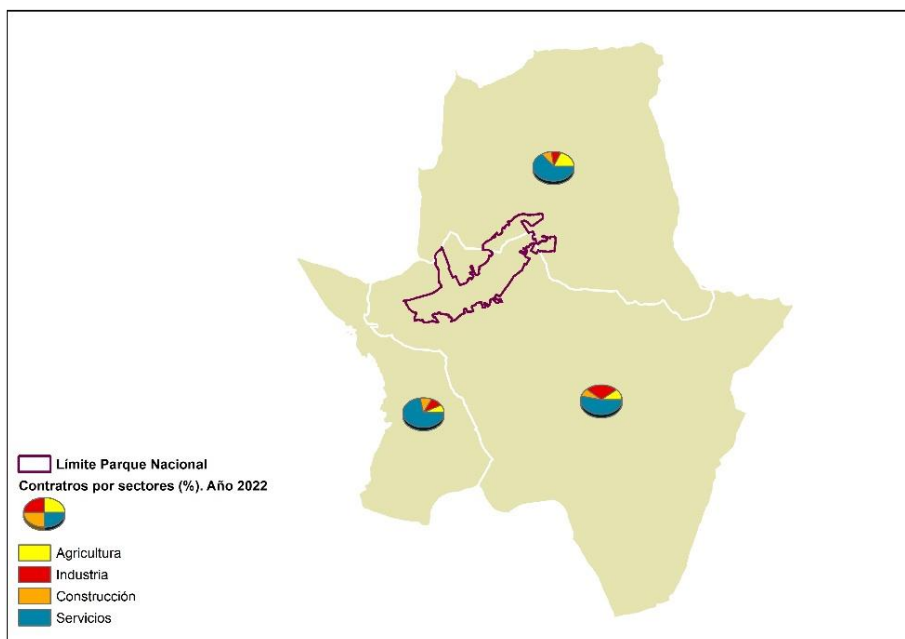 Límite Parque Nacional
Contratros por sectores (%). Año 2022
Agricultura
Industria
Construcción
Servicios